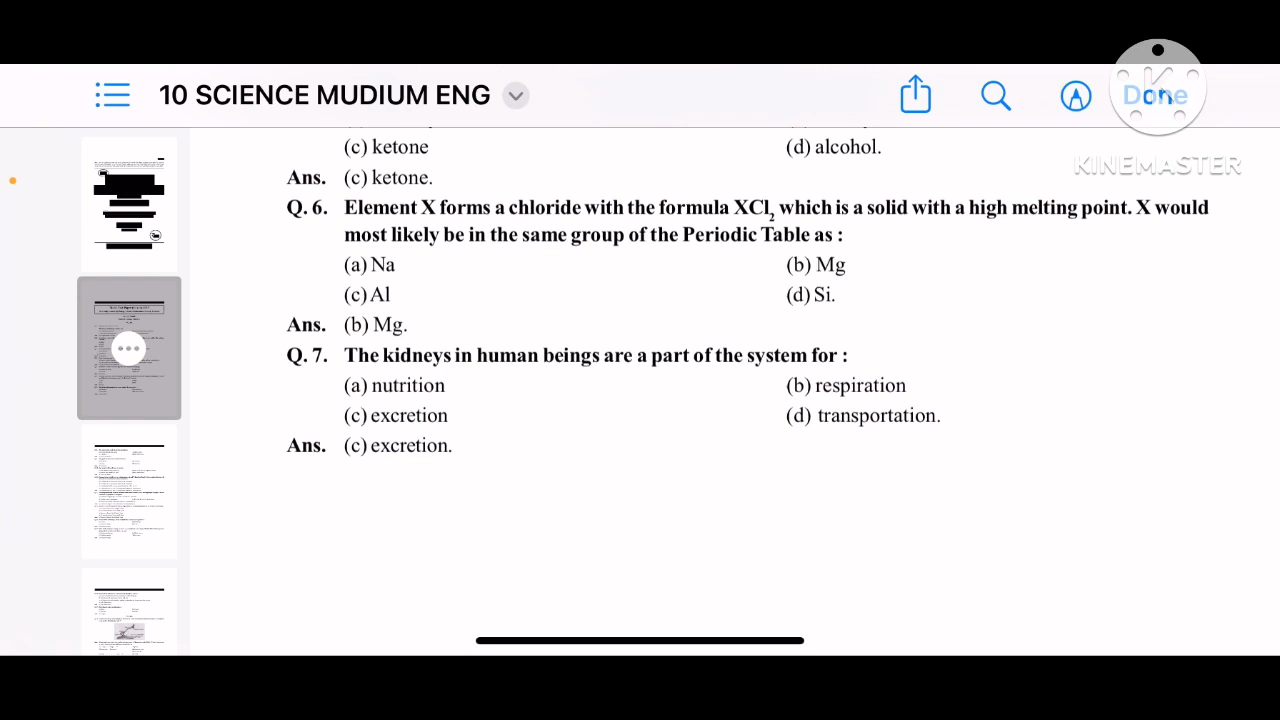 10 SCIENCE MUDIUM ENG
Done
KINEMASTER
(c) ketone
(d) alcohol.
Ans. (c) ketone.
Q. 6. Element X forms a chloride with the formula XCl₂ which is a solid with a high melting point. X would
most likely be in the same group of the Periodic Table as :
(a) Na
(b) Mg
(c) Al
(d) Si.
Ans. (b) Mg.
Q. 7. The kidneys in human beings are a part of the system for :
(a) nutrition
(b) respiration
(c) excretion
(d) transportation.
Ans. (c) excretion.